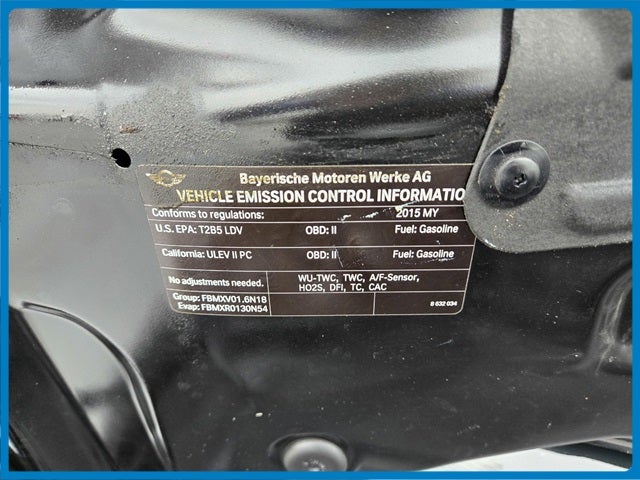 Bayerische Motoren Werke AG
VEHICLE EMISSION CONTROL INFORMATIO
Conforms to regulations: 2015 MY
U.S. EPA: T2B5 LDV OBD: II Fuel: Gasoline
California: ULEV II PC OBD: II Fuel: Gasoline
No adjustments needed. WU-TWC, TWC, A/F-Sensor,
HO2S, DFI, TC, CAC
Group: FBMXV01.6N18
Evap: FBMXR0130N54 8 632 034